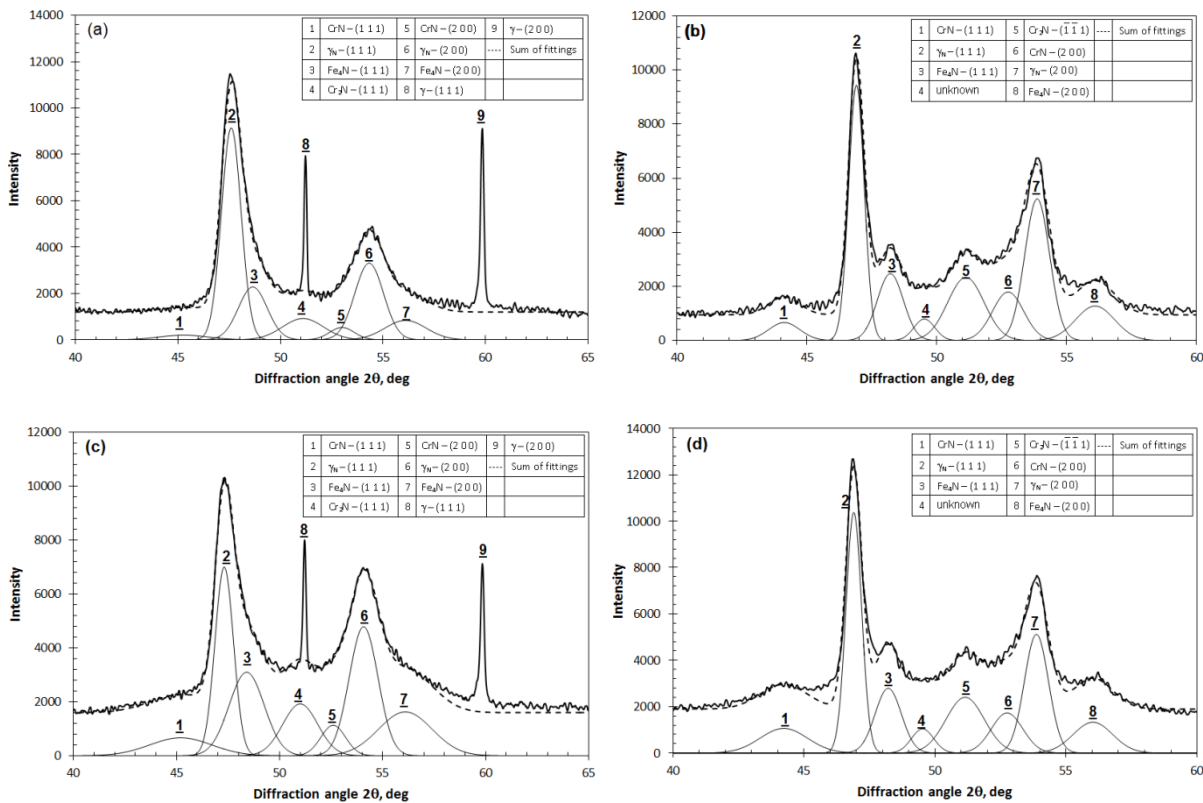 (a)
1 CrN–(1 1 1) 5 CrN–(2 0 0) 9 γ–(2 0 0)
2 γN–(1 1 1) 6 γN–(2 0 0) ---- Sum of fittings
3 Fe₄N–(1 1 1) 7 Fe₄N–(2 0 0)
4 Cr₂N–(1 1 1) 8 γ–(1 1 1)
14000
12000
10000
8000
6000
4000
2000
0
Intensity
1
2
3
4
5
6
7
8
9
40 45 50 55 60 65
Diffraction angle 2θ, deg
(b)
1 CrN–(1 1 1) 5 Cr₂N–(1̅ 1̅ 1) ---- Sum of fittings
2 γN–(1 1 1) 6 CrN–(2 0 0)
3 Fe₄N–(1 1 1) 7 γN–(2 0 0)
4 unknown 8 Fe₄N–(2 0 0)
12000
10000
8000
6000
4000
2000
0
Intensity
1
2
3
4
5
6
7
8
40 45 50 55 60
Diffraction angle 2θ, deg
(c)
1 CrN–(1 1 1) 5 CrN–(2 0 0) 9 γ–(2 0 0)
2 γN–(1 1 1) 6 γN–(2 0 0) ---- Sum of fittings
3 Fe₄N–(1 1 1) 7 Fe₄N–(2 0 0)
4 Cr₂N–(1 1 1) 8 γ–(1 1 1)
12000
10000
8000
6000
4000
2000
0
Intensity
1
2
3
4
5
6
7
8
9
40 45 50 55 60 65
Diffraction angle 2θ, deg
(d)
1 CrN–(1 1 1) 5 Cr₂N–(1̅ 1̅ 1) ---- Sum of fittings
2 γN–(1 1 1) 6 CrN–(2 0 0)
3 Fe₄N–(1 1 1) 7 γN–(2 0 0)
4 unknown 8 Fe₄N–(2 0 0)
14000
12000
10000
8000
6000
4000
2000
0
Intensity
1
2
3
4
5
6
7
8
40 45 50 55 60
Diffraction angle 2θ, deg